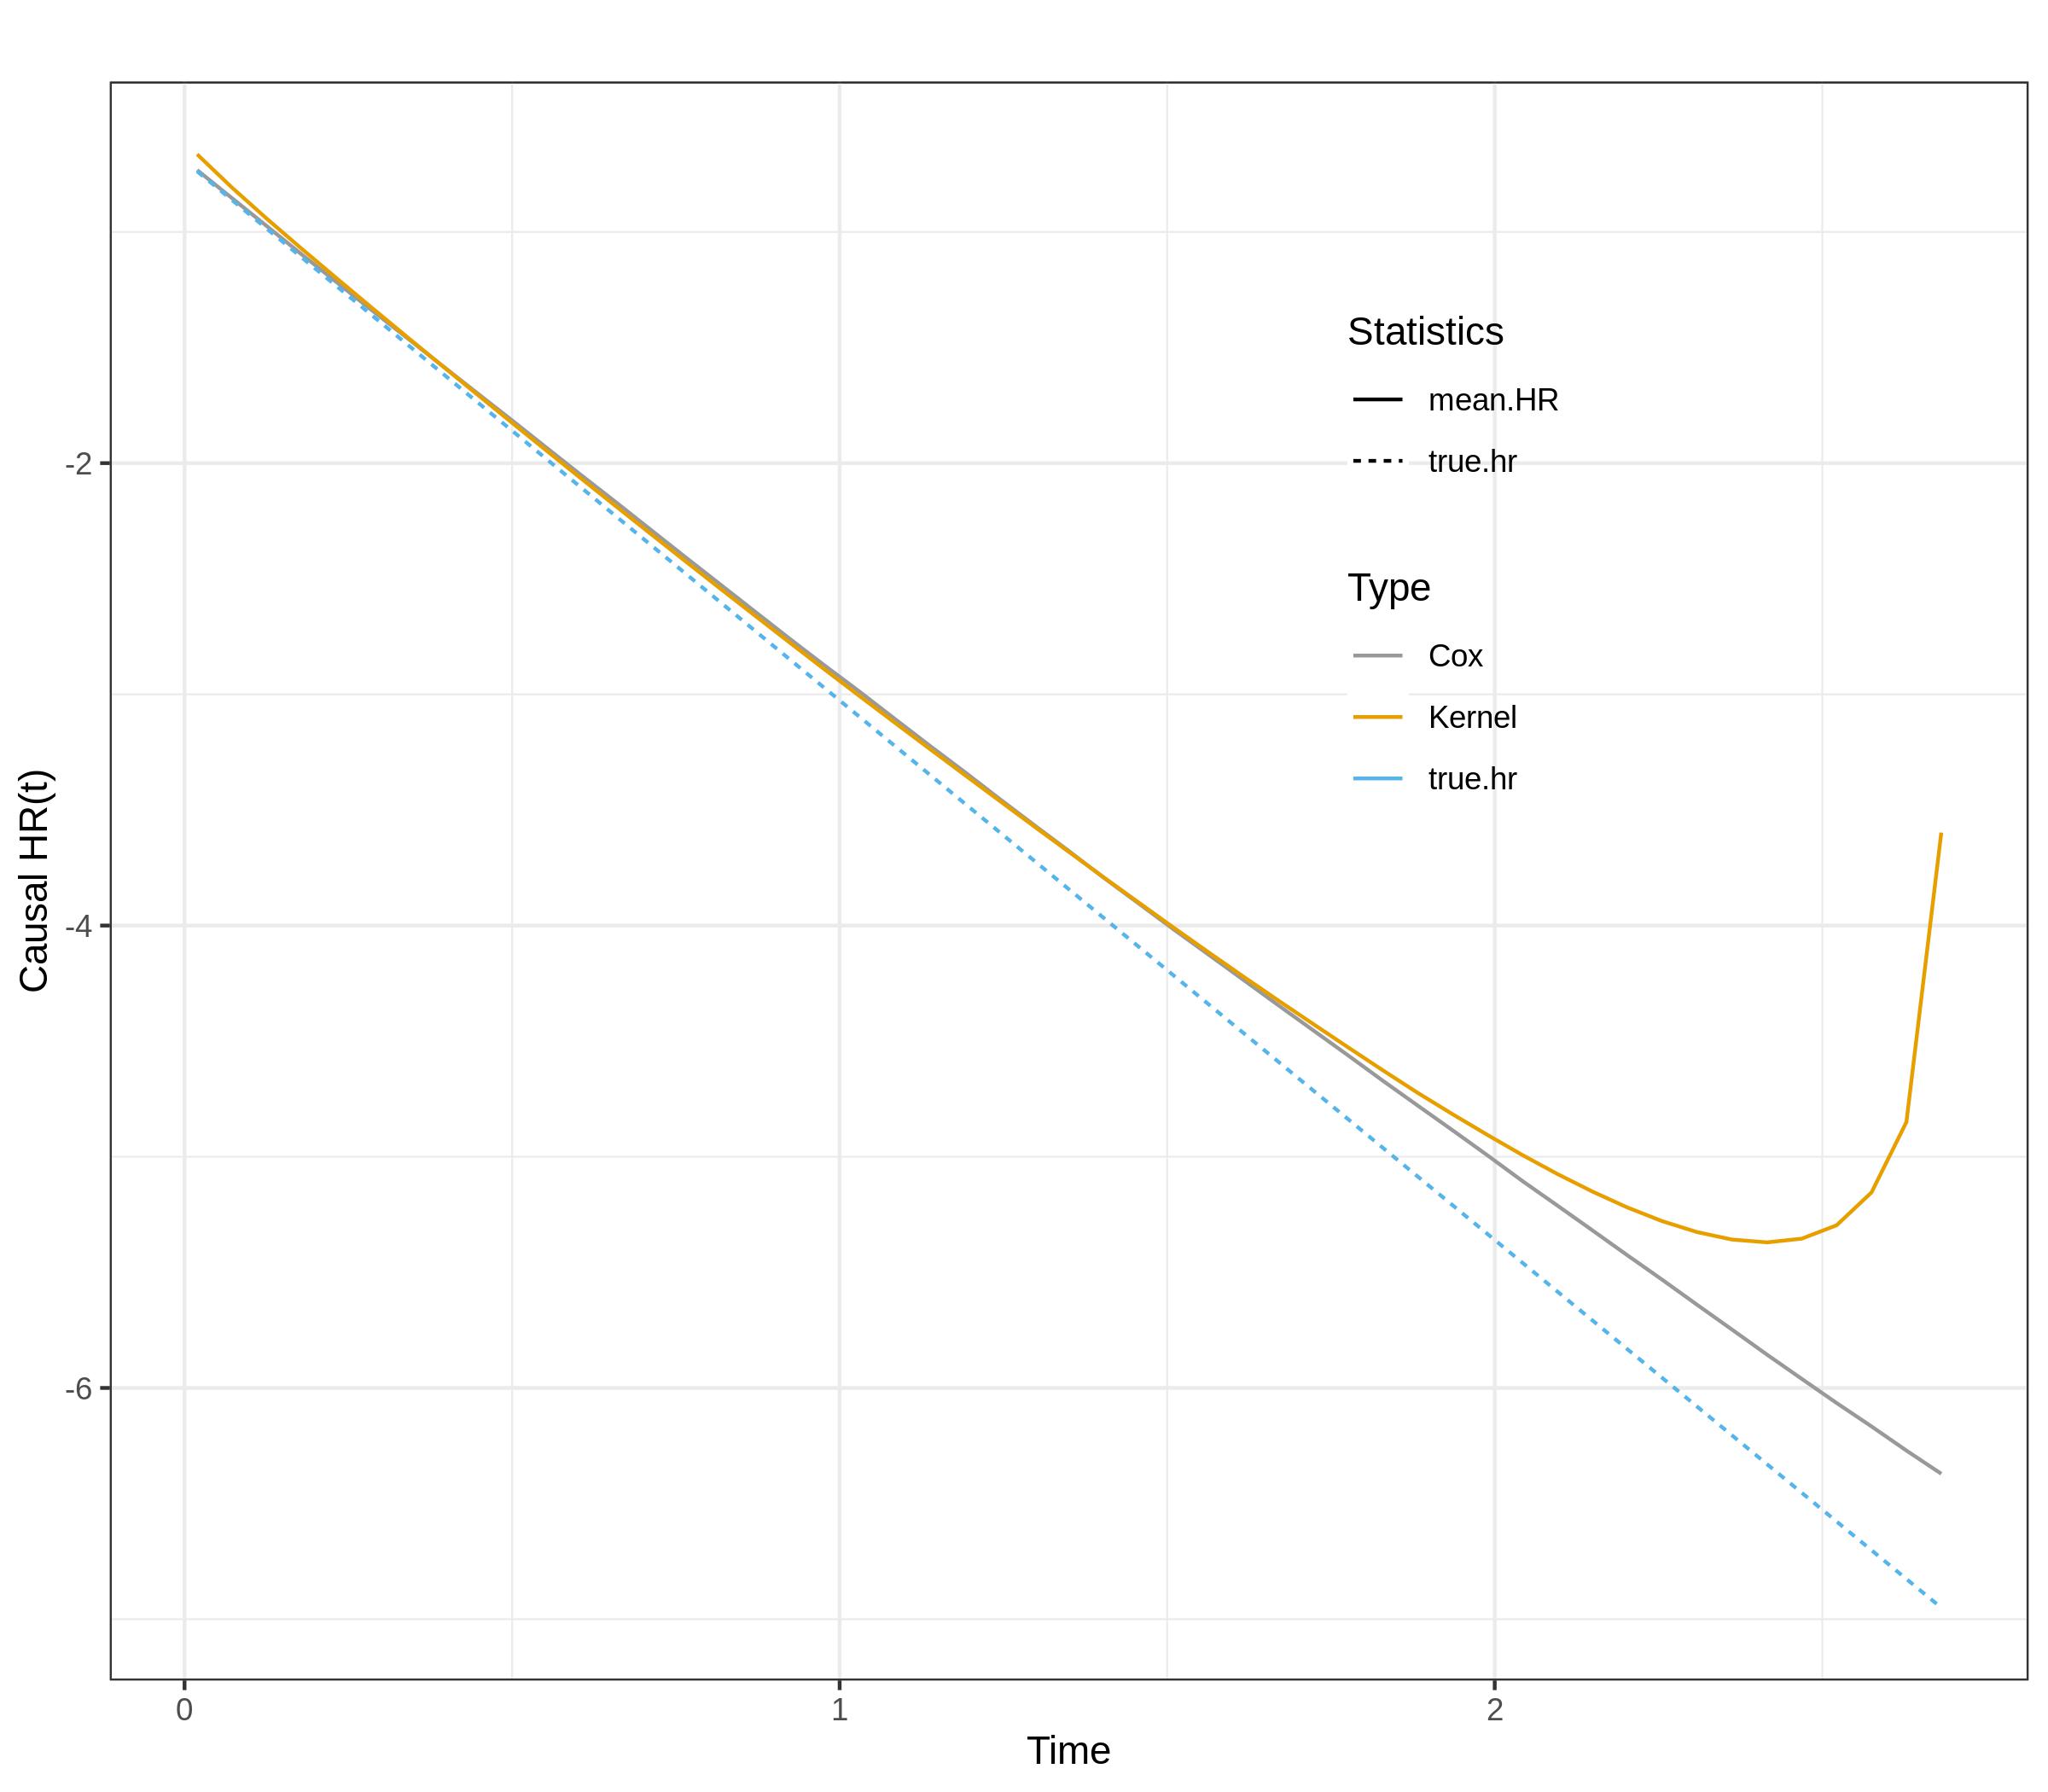 Statistics
mean.HR
true.hr
Type
Cox
Kernel
true.hr
Causal HR(t)
-2
-4
-6
0
1
2
Time